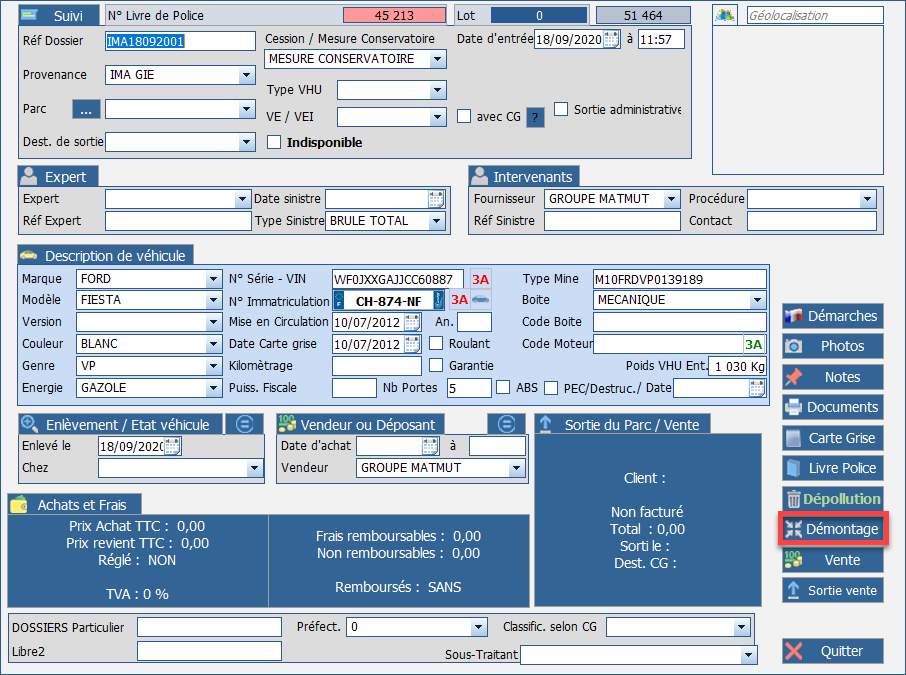 Suivi N° Livre de Police 45 213 Lot 0 51 464 Géolocalisation
Réf Dossier IMA18092001 Cession / Mesure Conservatoire Date d'entrée 18/09/2020 à 11:57
MESURE CONSERVATOIRE
Provenance IMA GIE
Type VHU
Parc ... VE / VEI avec CG ? Sortie administrative
Dest. de sortie Indisponible
Expert Intervenants
Expert Date sinistre Fournisseur GROUPE MATMUT Procédure
Réf Expert Type Sinistre BRULE TOTAL Réf Sinistre Contact
Description de véhicule
Marque FORD N° Série - VIN WF0JXXGAJJCC60887 3A Type Mine M10FRDVP0139189
Modèle FIESTA N° Immatriculation F CH-874-NF 3A Boite MECANIQUE
Version Mise en Circulation 10/07/2012 An. Code Boite
Couleur BLANC Date Carte grise 10/07/2012 Roulant Code Moteur 3A
Genre VP Kilomètrage Garantie Poids VHU Ent. 1 030 Kg
Energie GAZOLE Puiss. Fiscale Nb Portes 5 ABS PEC/Destruc./ Date
Démarches
Photos
Notes
Documents
Carte Grise
Livre Police
Dépollution
Démontage
Vente
Sortie vente
Quitter
Enlèvement / Etat véhicule
Enlevé le 18/09/2020
Chez
Vendeur ou Déposant
Date d'achat à
Vendeur GROUPE MATMUT
Sortie du Parc / Vente
Client :
Non facturé
Total : 0,00
Sorti le :
Dest. CG :
Achats et Frais
Prix Achat TTC : 0,00
Prix revient TTC : 0,00
Réglé : NON
TVA : 0 %
Frais remboursables : 0,00
Non remboursables : 0,00
Remboursés : SANS
DOSSIERS Particulier Préfect. 0 Classific. selon CG
Libre2 Sous-Traitant